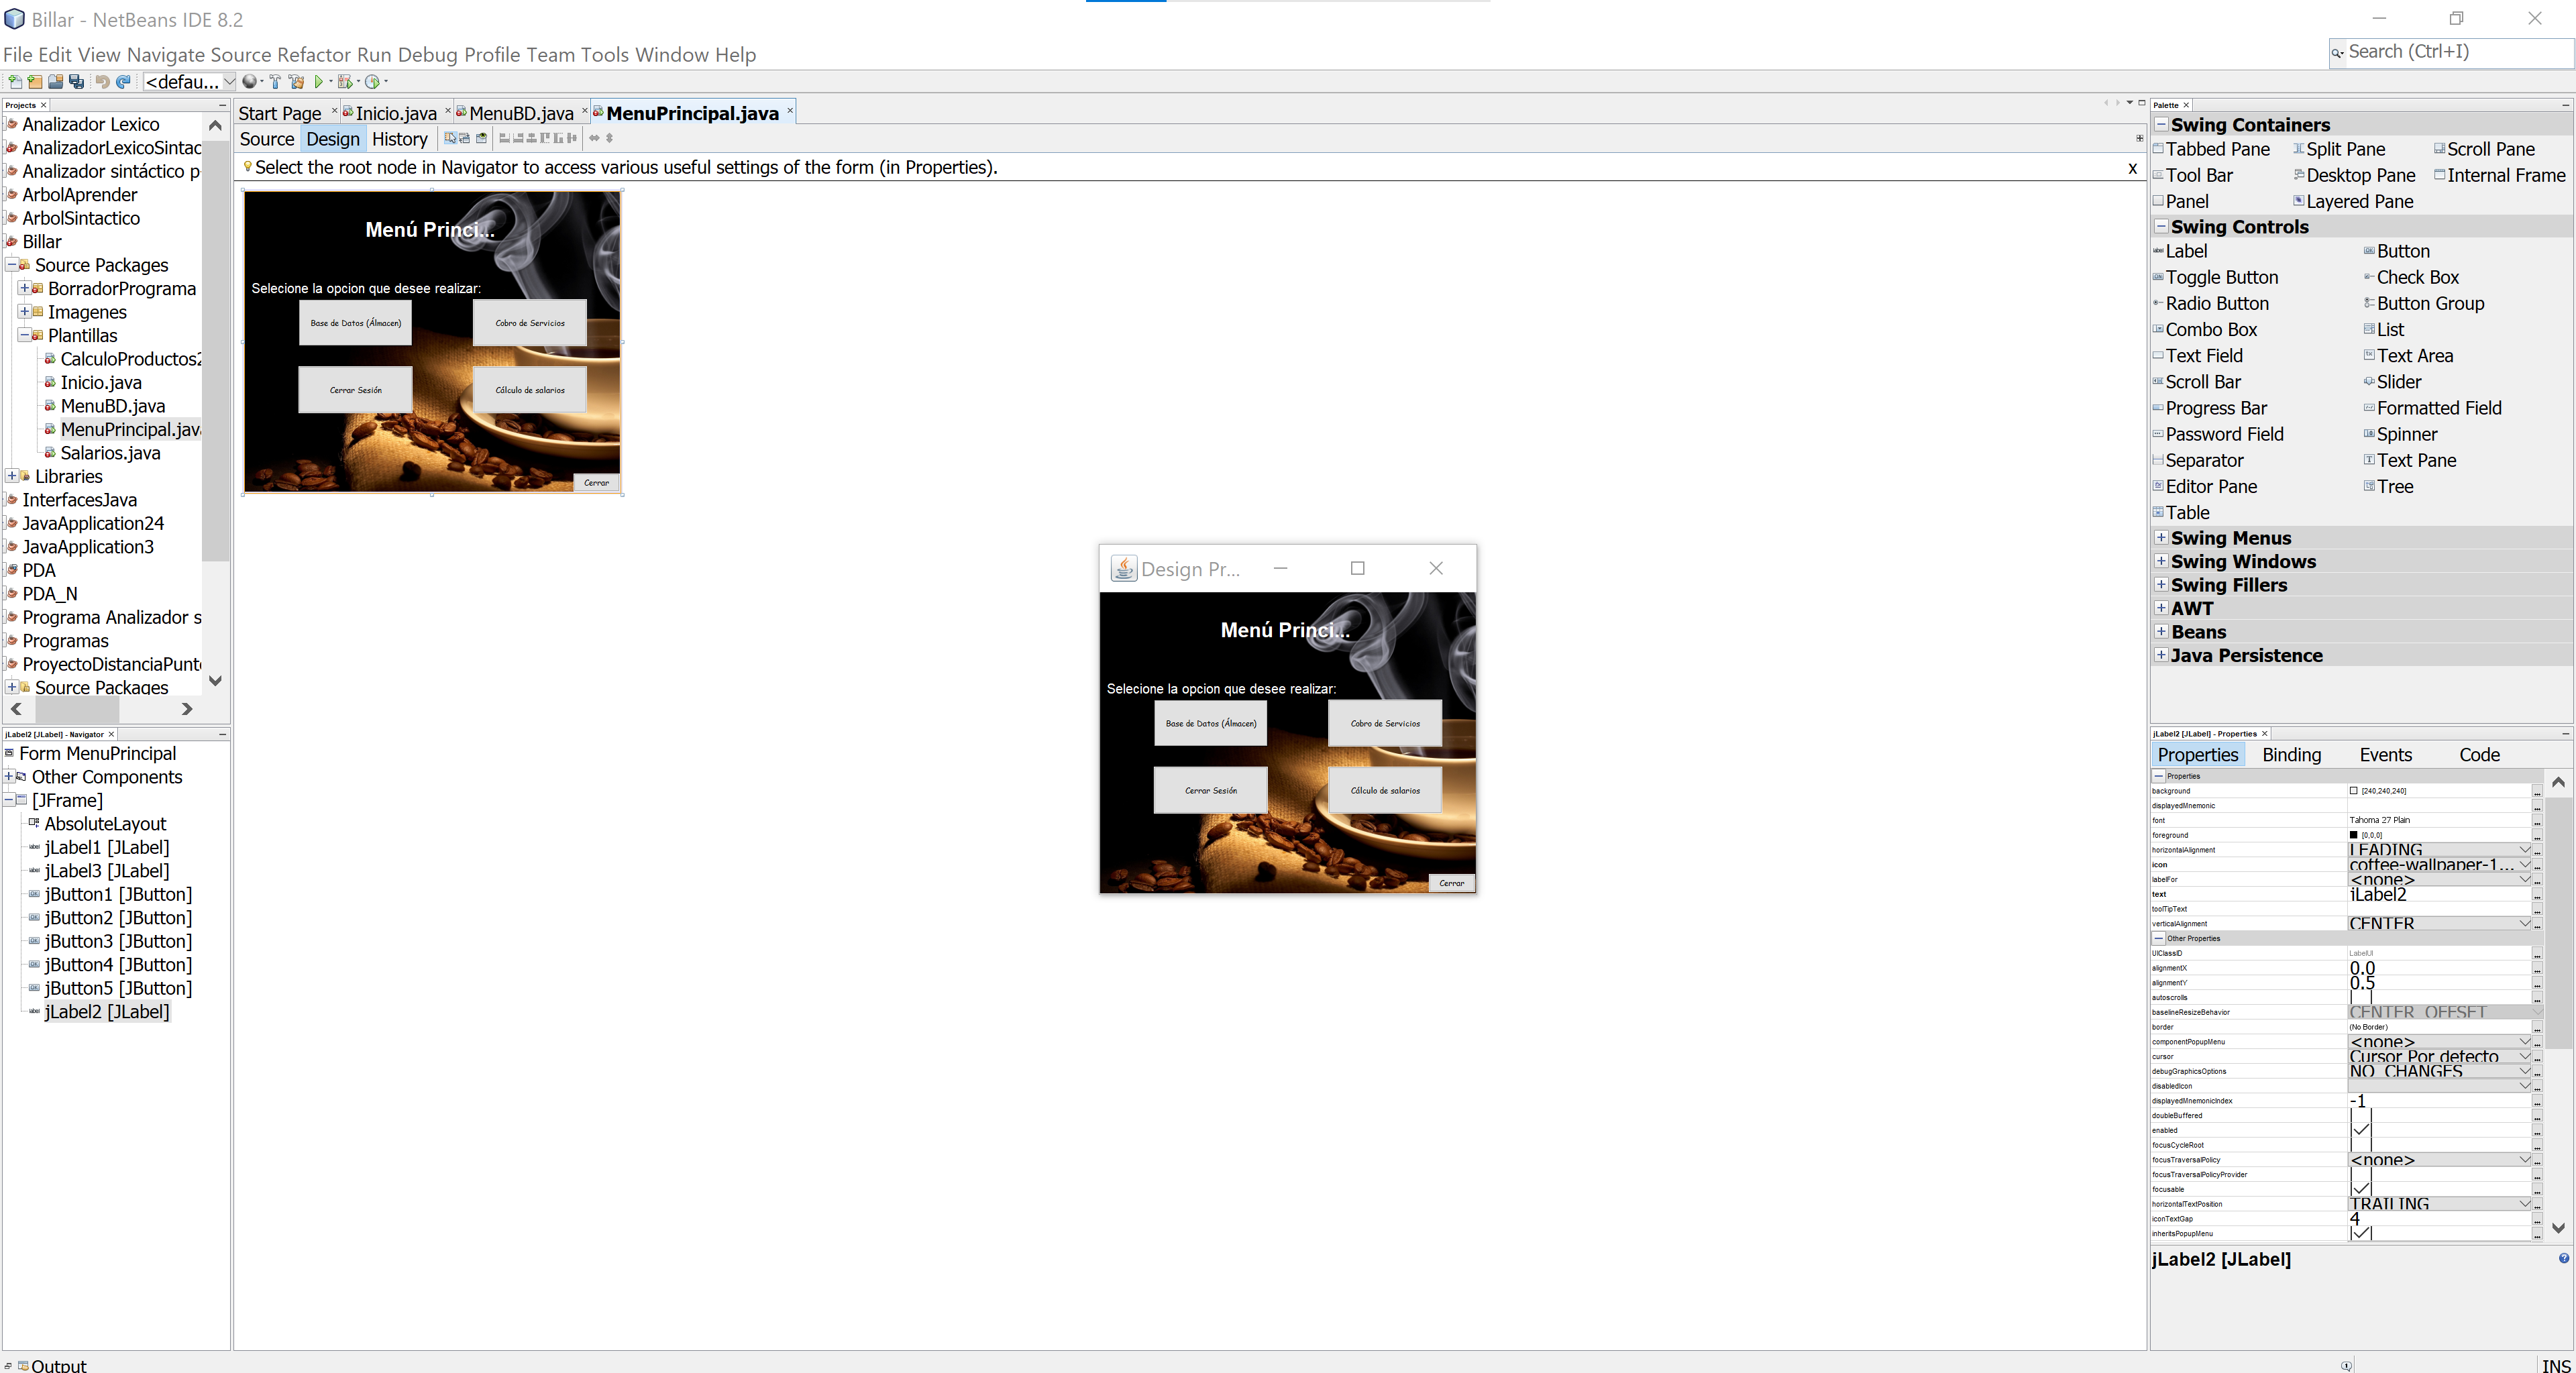 Billar - NetBeans IDE 8.2
File Edit View Navigate Source Refactor Run Debug Profile Team Tools Window Help
Search (Ctrl+I)
<defau...
Projects
Analizador Lexico
AnalizadorLexicoSintac
Analizador sintáctico p
ArbolAprender
ArbolSintactico
Billar
Source Packages
BorradorPrograma
Imagenes
Plantillas
CalculoProductos2
Inicio.java
MenuBD.java
MenuPrincipal.jav
Salarios.java
Libraries
InterfacesJava
JavaApplication24
JavaApplication3
PDA
PDA_N
Programa Analizador s
Programas
ProyectoDistanciaPunt
Source Packages
jLabel2 [JLabel] - Navigator
Form MenuPrincipal
Other Components
[JFrame]
AbsoluteLayout
jLabel1 [JLabel]
jLabel3 [JLabel]
jButton1 [JButton]
jButton2 [JButton]
jButton3 [JButton]
jButton4 [JButton]
jButton5 [JButton]
jLabel2 [JLabel]
Start Page Inicio.java MenuBD.java MenuPrincipal.java
Source Design History
Select the root node in Navigator to access various useful settings of the form (in Properties).
x
Menú Princi...
Selecione la opcion que desee realizar:
Base de Datos (Álmacen) Cobro de Servicios
Cerrar Sesión Cálculo de salarios
Cerrar
Design Pr...
Menú Princi...
Selecione la opcion que desee realizar:
Base de Datos (Álmacen) Cobro de Servicios
Cerrar Sesión Cálculo de salarios
Cerrar
Palette
Swing Containers
Tabbed Pane Split Pane Scroll Pane
Tool Bar Desktop Pane Internal Frame
Panel Layered Pane
Swing Controls
Label Button
Toggle Button Check Box
Radio Button Button Group
Combo Box List
Text Field Text Area
Scroll Bar Slider
Progress Bar Formatted Field
Password Field Spinner
Separator Text Pane
Editor Pane Tree
Table
Swing Menus
Swing Windows
Swing Fillers
AWT
Beans
Java Persistence
jLabel2 [JLabel] - Properties
Properties Binding Events Code
Properties
background [240,240,240]
displayedMnemonic
font Tahoma 27 Plain
foreground [0,0,0]
horizontalAlignment LEADING
icon coffee-wallpaper-1...
labelFor <none>
text jLabel2
toolTipText
verticalAlignment CENTER
Other Properties
UIClassID LabelUI
alignmentX 0.0
alignmentY 0.5
autoscrolls
baselineResizeBehavior CENTER_OFFSET
border (No Border)
componentPopupMenu <none>
cursor Cursor Por defecto
debugGraphicsOptions NO_CHANGES
disabledIcon
displayedMnemonicIndex -1
doubleBuffered
enabled
focusCycleRoot
focusTraversalPolicy <none>
focusTraversalPolicyProvider
focusable
horizontalTextPosition TRAILING
iconTextGap 4
inheritsPopupMenu
jLabel2 [JLabel]
Output
INS